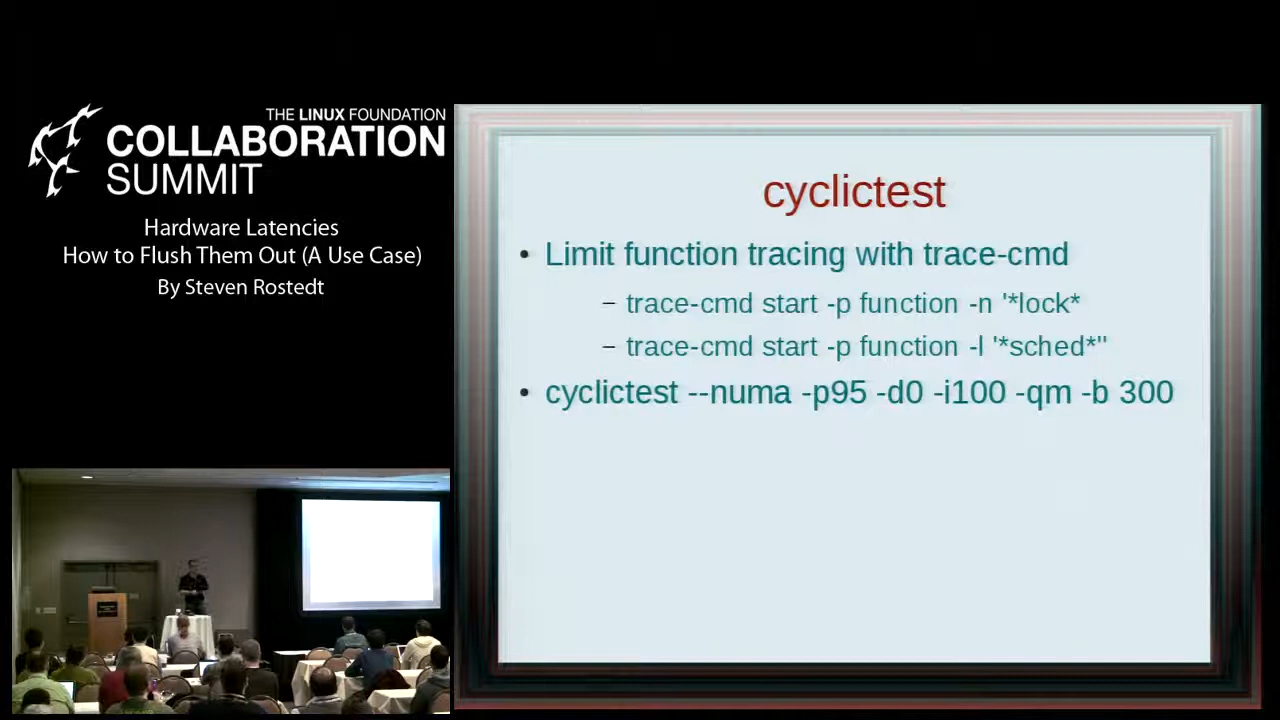 THE LINUX FOUNDATION
COLLABORATION
SUMMIT
Hardware Latencies
How to Flush Them Out (A Use Case)
By Steven Rostedt
cyclictest
• Limit function tracing with trace-cmd
– trace-cmd start -p function -n '*lock*
– trace-cmd start -p function -l '*sched*''
• cyclictest --numa -p95 -d0 -i100 -qm -b 300